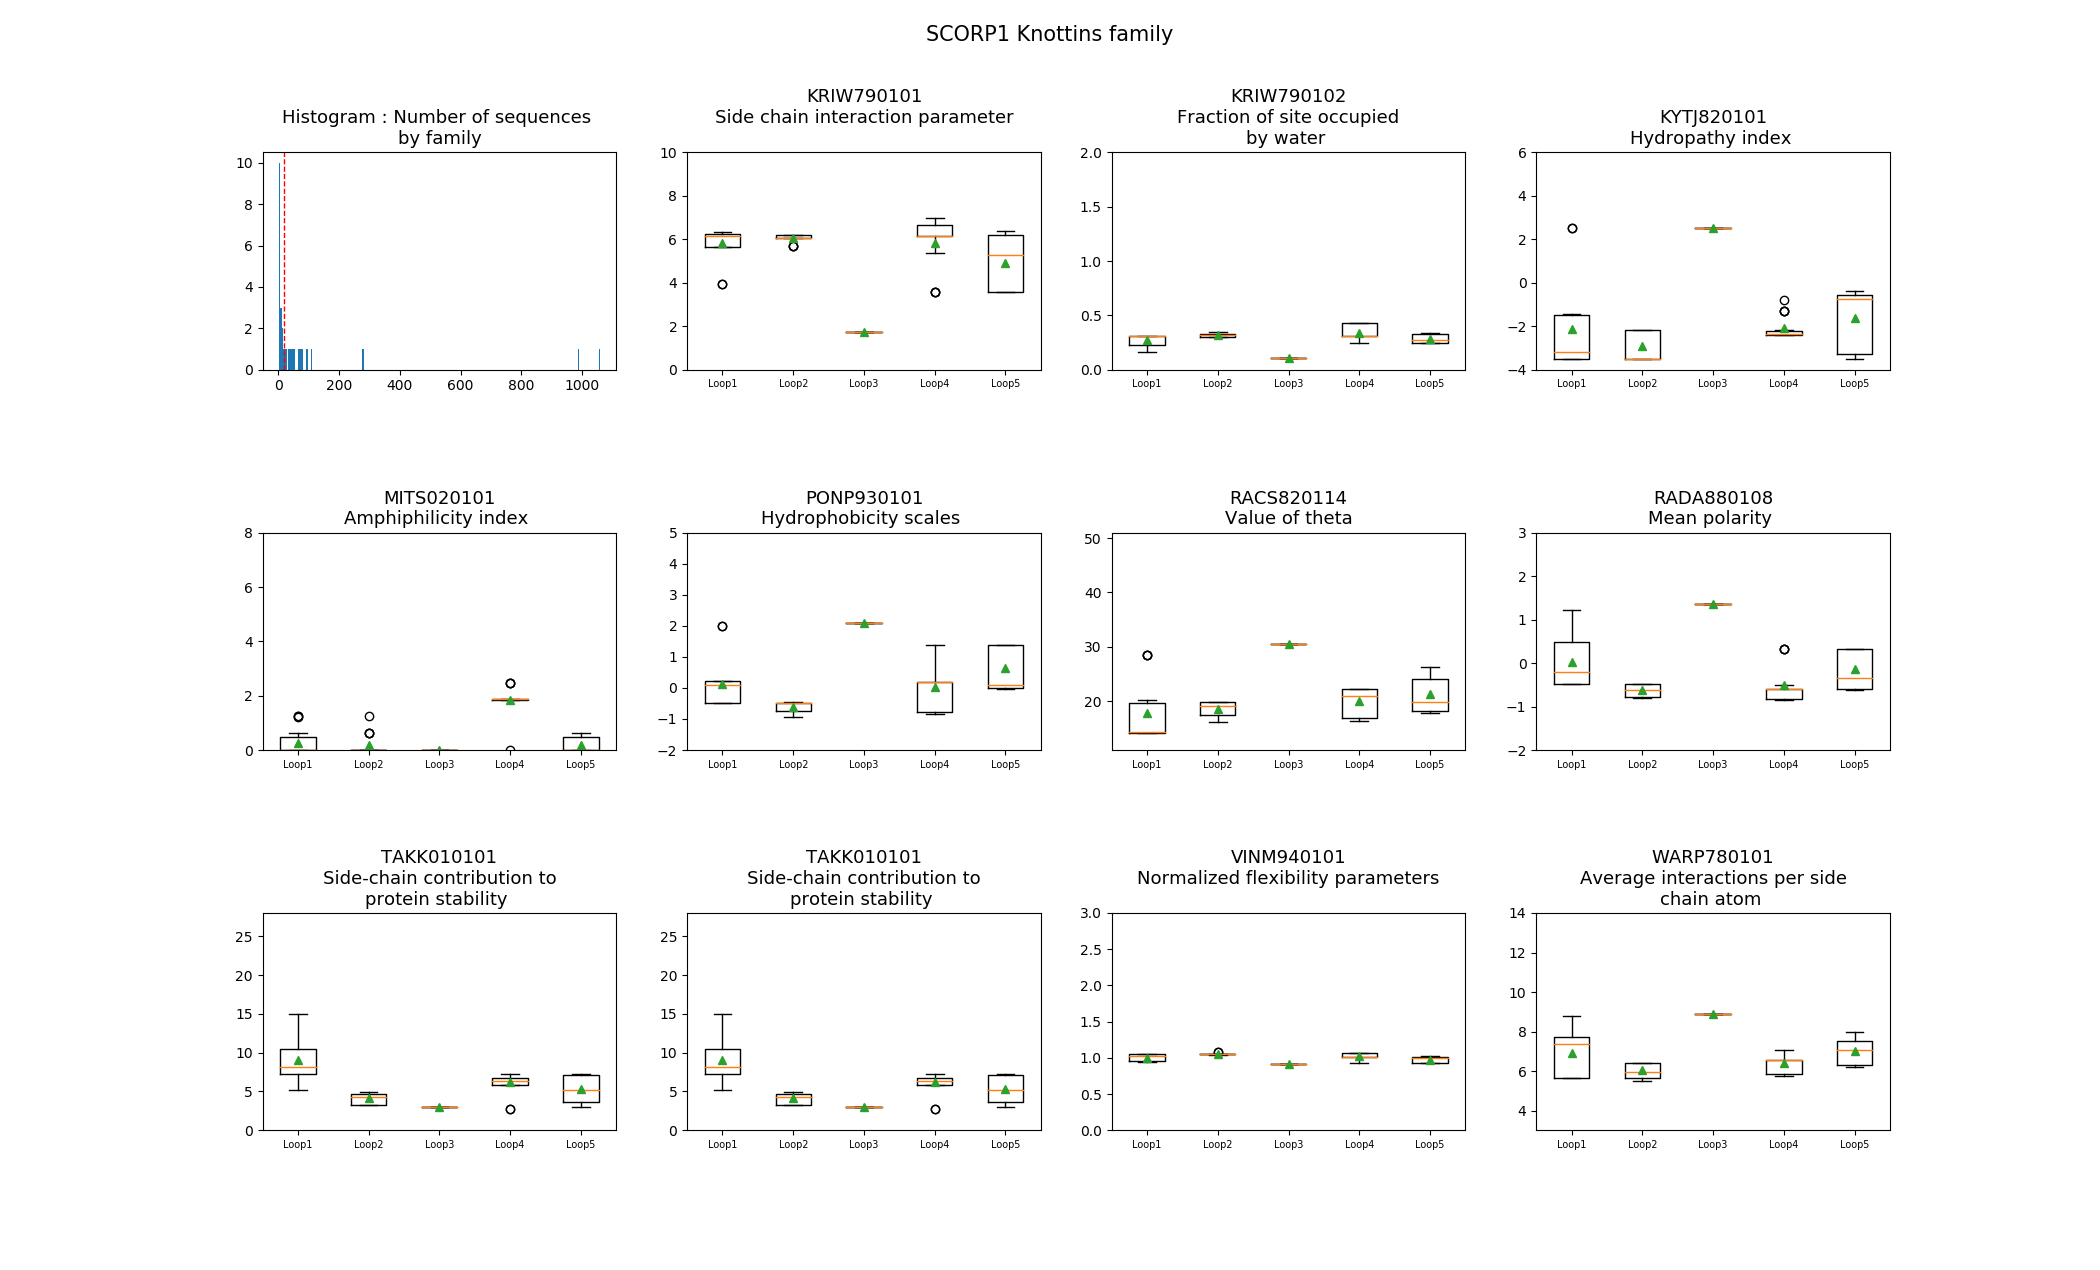 SCORP1 Knottins family
Histogram : Number of sequences
by family
10
8
6
4
2
0
0 200 400 600 800 1000
KRIW790101
Side chain interaction parameter
10
8
6
4
2
0
Loop1 Loop2 Loop3 Loop4 Loop5
KRIW790102
Fraction of site occupied
by water
2.0
1.5
1.0
0.5
0.0
Loop1 Loop2 Loop3 Loop4 Loop5
KYTJ820101
Hydropathy index
6
4
2
0
−2
−4
Loop1 Loop2 Loop3 Loop4 Loop5
MITS020101
Amphiphilicity index
8
6
4
2
0
Loop1 Loop2 Loop3 Loop4 Loop5
PONP930101
Hydrophobicity scales
5
4
3
2
1
0
−1
−2
Loop1 Loop2 Loop3 Loop4 Loop5
RACS820114
Value of theta
50
40
30
20
Loop1 Loop2 Loop3 Loop4 Loop5
RADA880108
Mean polarity
3
2
1
0
−1
−2
Loop1 Loop2 Loop3 Loop4 Loop5
TAKK010101
Side-chain contribution to
protein stability
25
20
15
10
5
0
Loop1 Loop2 Loop3 Loop4 Loop5
TAKK010101
Side-chain contribution to
protein stability
25
20
15
10
5
0
Loop1 Loop2 Loop3 Loop4 Loop5
VINM940101
Normalized flexibility parameters
3.0
2.5
2.0
1.5
1.0
0.5
0.0
Loop1 Loop2 Loop3 Loop4 Loop5
WARP780101
Average interactions per side
chain atom
14
12
10
8
6
4
Loop1 Loop2 Loop3 Loop4 Loop5